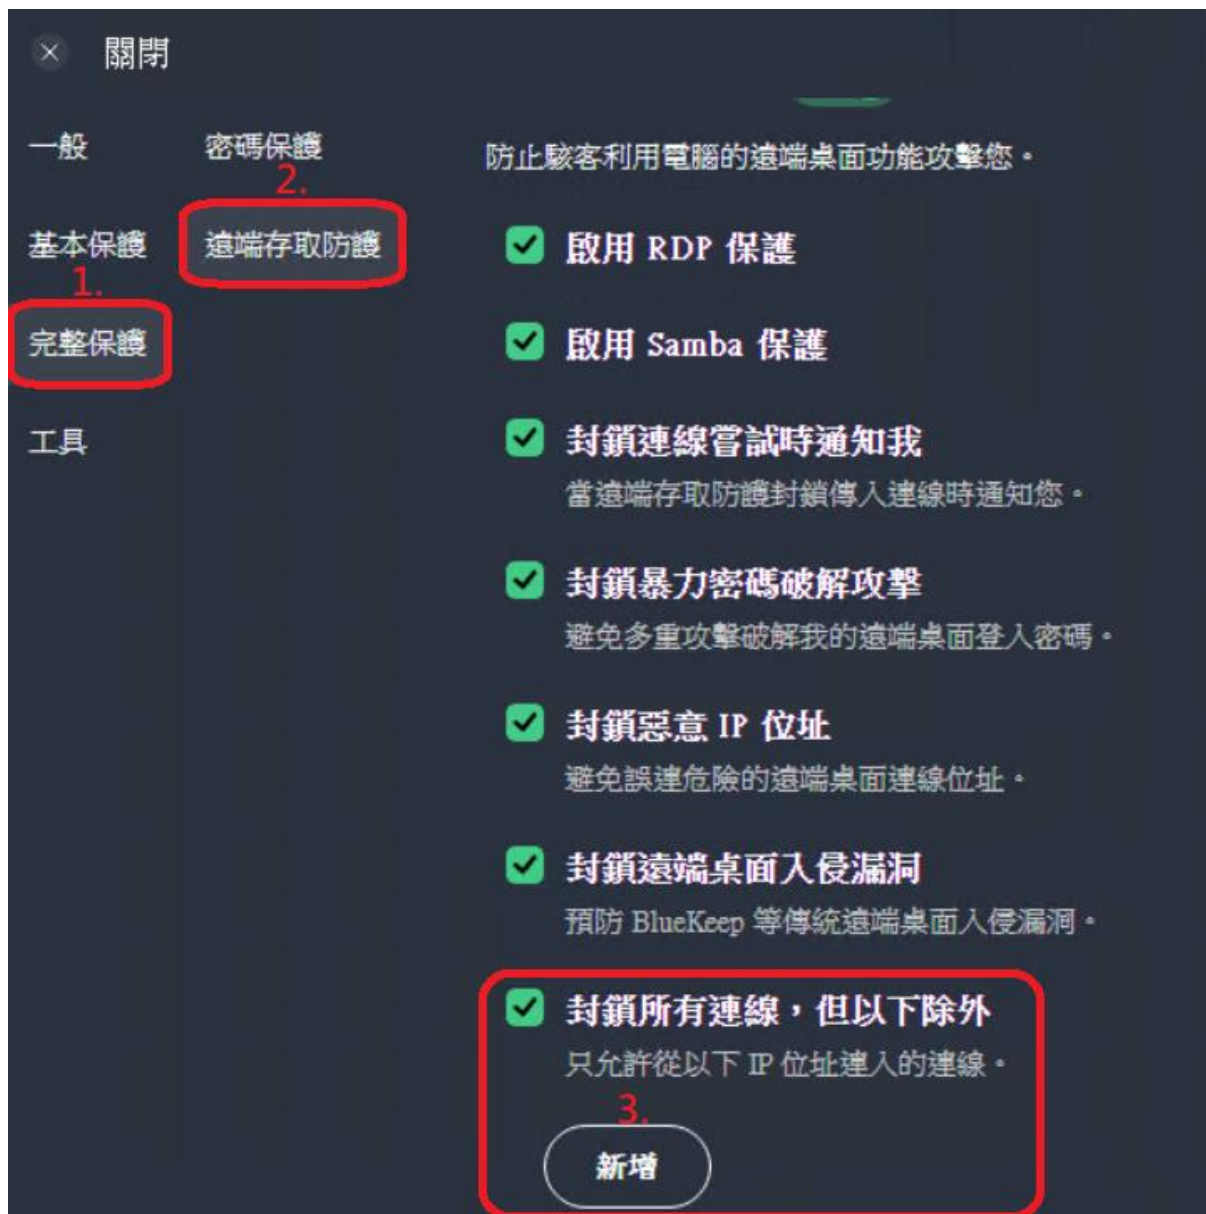 關閉
一般
密碼保護
2.
基本保護
遠端存取防護
1.
完整保護
工具
防止駭客利用電腦的遠端桌面功能攻擊您。
啟用 RDP 保護
啟用 Samba 保護
封鎖連線嘗試時通知我
當遠端存取防護封鎖傳入連線時通知您。
封鎖暴力密碼破解攻擊
避免多重攻擊破解我的遠端桌面登入密碼。
封鎖惡意 IP 位址
避免誤連危險的遠端桌面連線位址。
封鎖遠端桌面入侵漏洞
預防 BlueKeep 等傳統遠端桌面入侵漏洞。
封鎖所有連線，但以下除外
只允許從以下 IP 位址連入的連線。
3.
新增